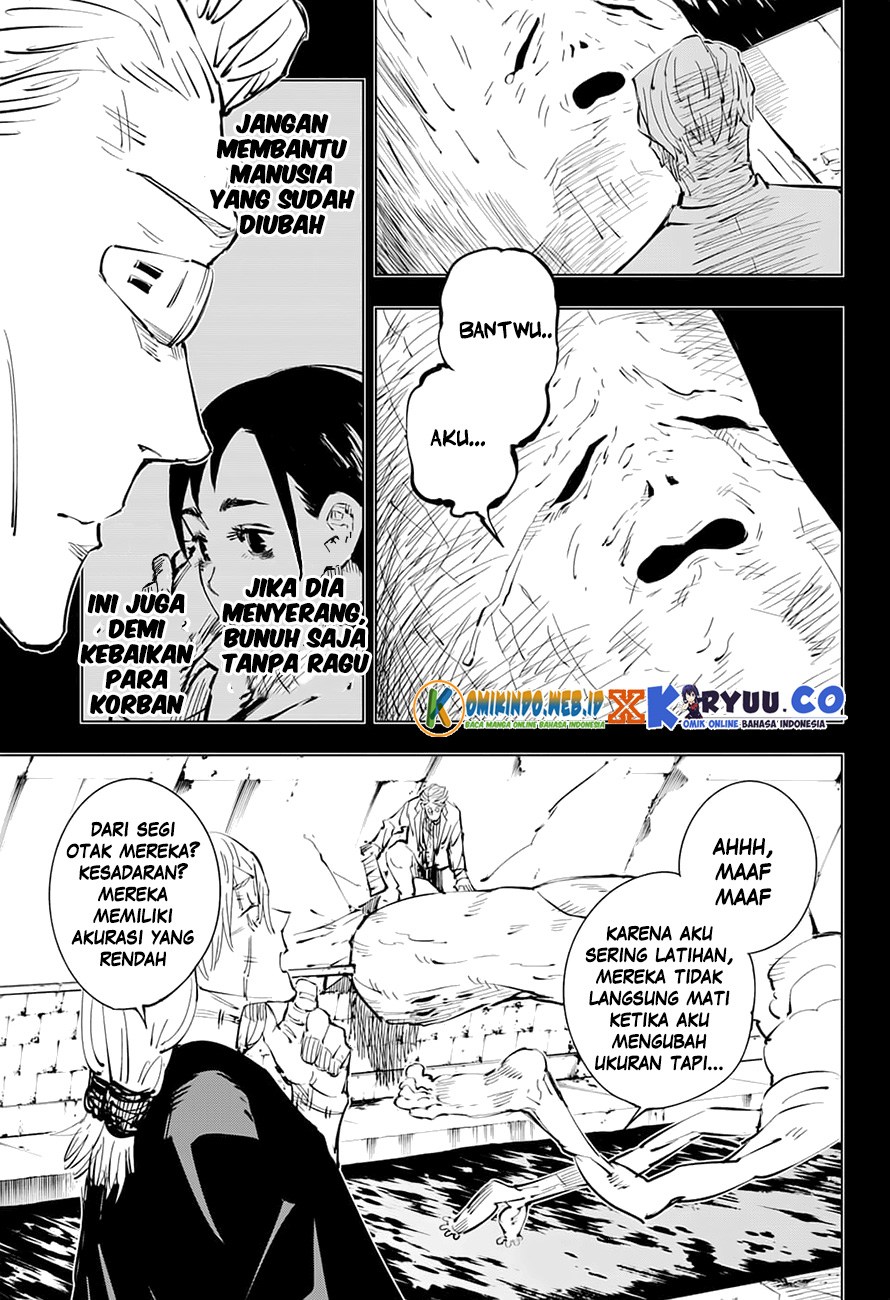 BANTWU..
AKU...
JANGAN
MEMBANTU
MANUSIA
YANG SUDAH
DIUBAH
JIKA DIA
MENYERANG,
BUNUH SAJA
TANPA RAGU
INI JUGA
DEMI
KEBAIKAN
PARA
KORBAN
KOMIKINDO.WEB.ID
BACA MANGA ONLINE BAHASA INDONESIA
X
KIRYUU.CO
OMIK ONLINE BAHASA INDONESIA
AHHH,
MAAF
MAAF
KARENA AKU
SERING LATIHAN,
MEREKA TIDAK
LANGSUNG MATI
KETIKA AKU
MENGUBAH
UKURAN TAPI...
DARI SEGI
OTAK MEREKA?
KESADARAN?
MEREKA
MEMILIKI
AKURASI YANG
RENDAH